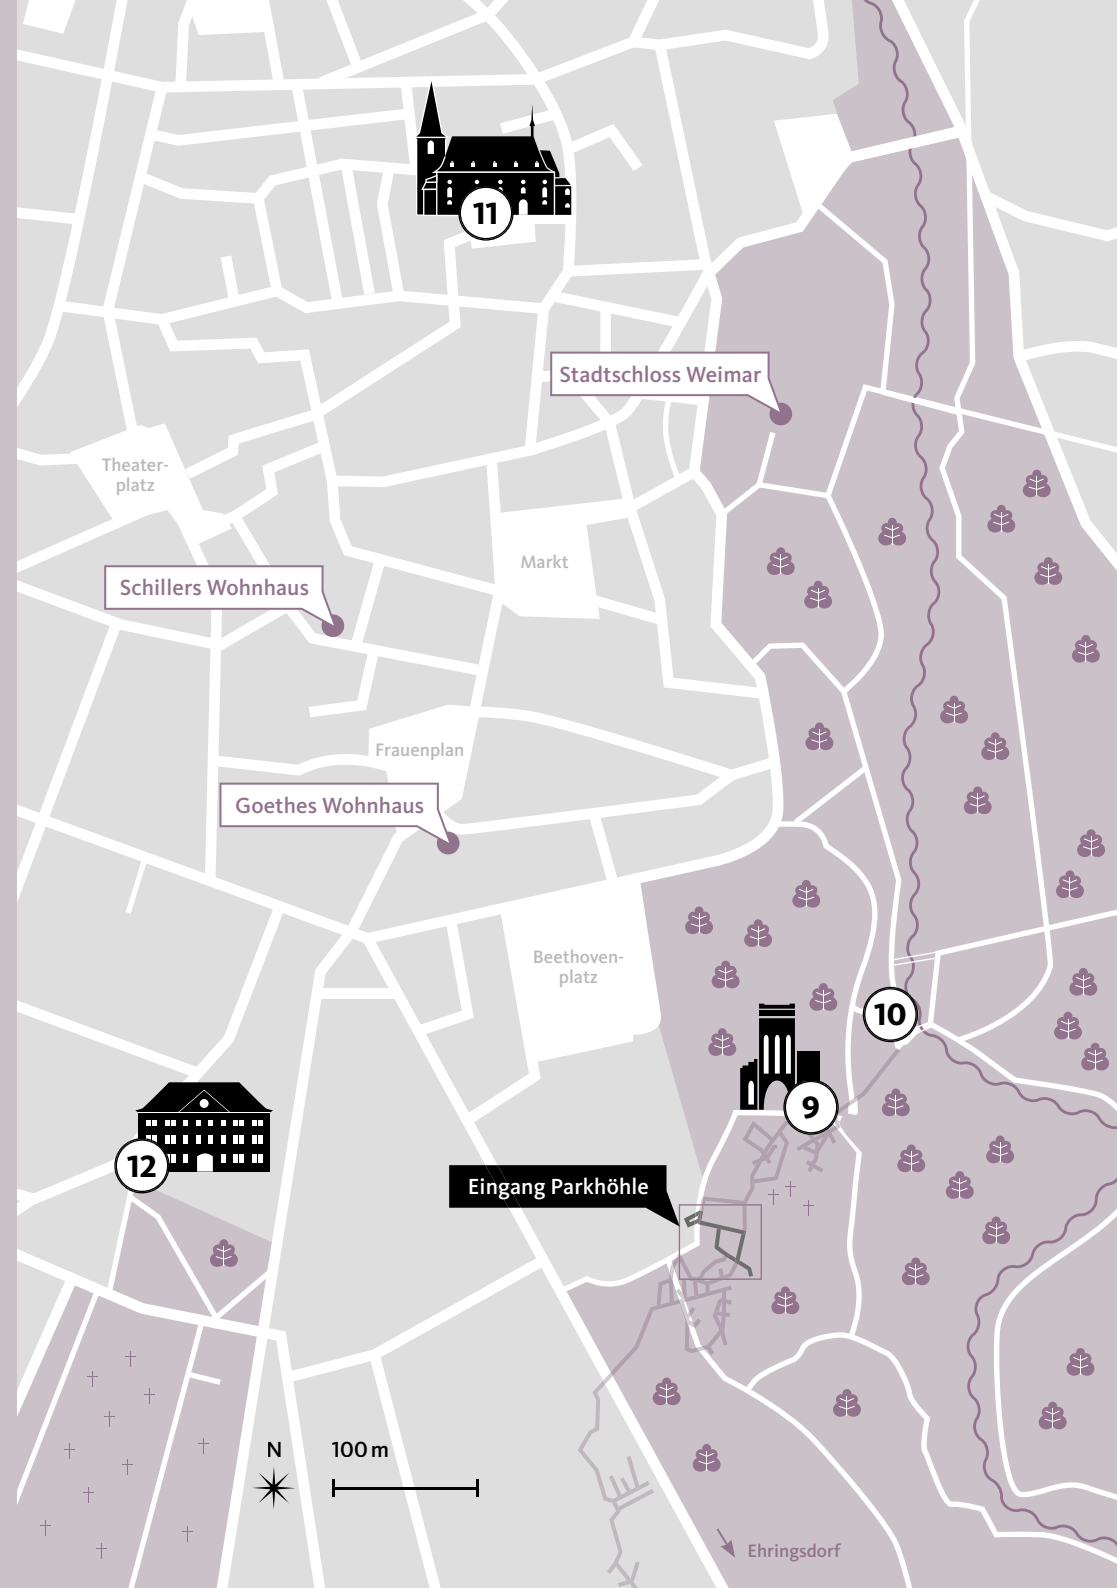 11
Stadtschloss Weimar
Theater-
platz
Markt
Schillers Wohnhaus
Frauenplan
Goethes Wohnhaus
Beethoven-
platz
10
9
12
Eingang Parkhöhle
N
100 m
Ehringsdorf